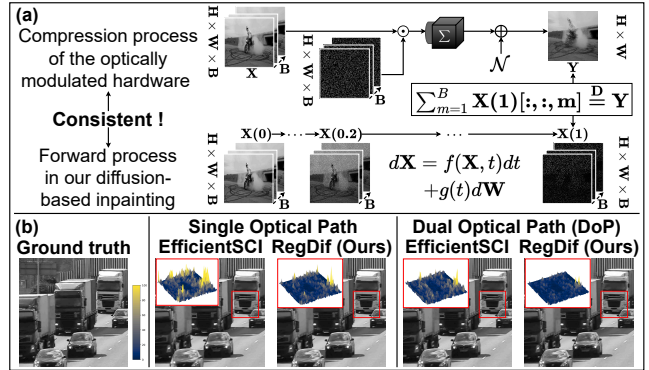 (a)
Compression process
of the optically
modulated hardware
Consistent !
Forward process
in our diffusion-
based inpainting
H × W × B
X
B
H × W × B
B
⊙
Σ
⊕
𝒩
Y
H × W
∑_{m=1}^{B} X(1)[:,:,m] ≝ Y
X(0) ··· X(0.2) ··· X(1)
H × W × B
B
B
B
H × W × B
dX = f(X, t)dt
+g(t)dW
(b)
Ground truth
Single Optical Path
EfficientSCI RegDif (Ours)
Dual Optical Path (DoP)
EfficientSCI RegDif (Ours)